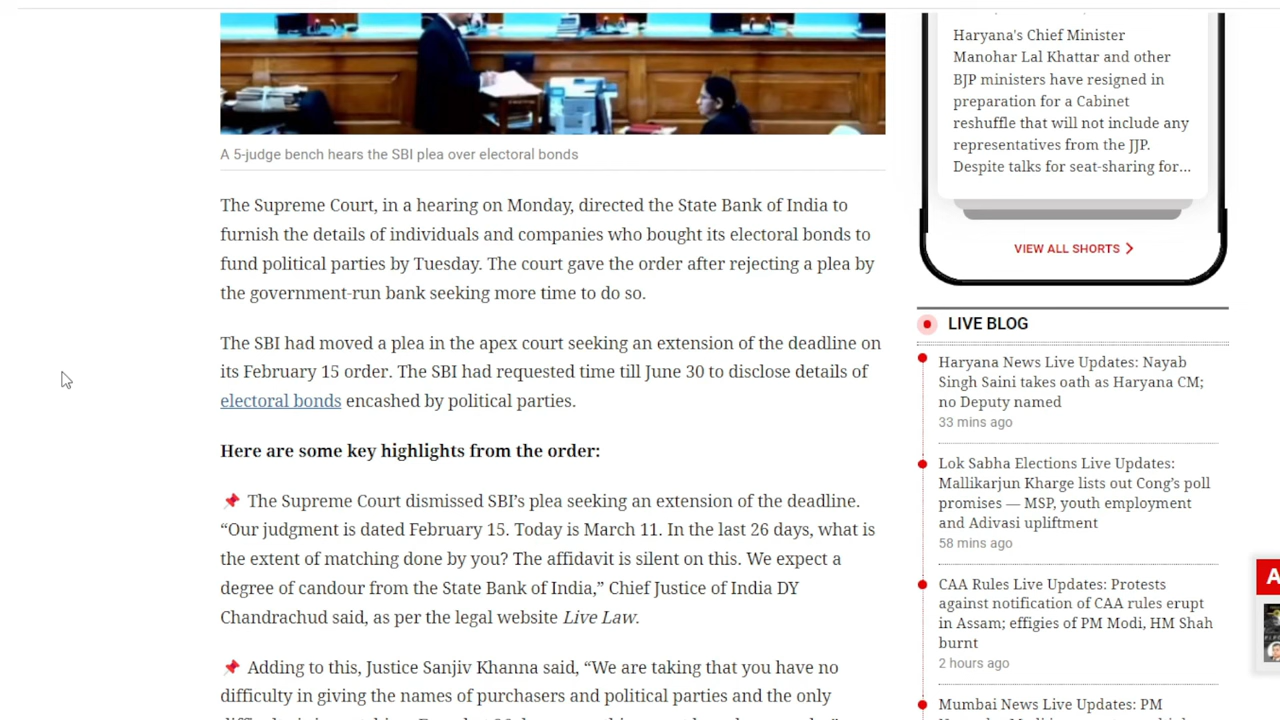 A 5-judge bench hears the SBI plea over electoral bonds
The Supreme Court, in a hearing on Monday, directed the State Bank of India to
furnish the details of individuals and companies who bought its electoral bonds to
fund political parties by Tuesday. The court gave the order after rejecting a plea by
the government-run bank seeking more time to do so.
The SBI had moved a plea in the apex court seeking an extension of the deadline on
its February 15 order. The SBI had requested time till June 30 to disclose details of
electoral bonds encashed by political parties.
Here are some key highlights from the order:
📌 The Supreme Court dismissed SBI’s plea seeking an extension of the deadline.
“Our judgment is dated February 15. Today is March 11. In the last 26 days, what is
the extent of matching done by you? The affidavit is silent on this. We expect a
degree of candour from the State Bank of India,” Chief Justice of India DY
Chandrachud said, as per the legal website Live Law.
📌 Adding to this, Justice Sanjiv Khanna said, “We are taking that you have no
difficulty in giving the names of purchasers and political parties and the only
Haryana's Chief Minister
Manohar Lal Khattar and other
BJP ministers have resigned in
preparation for a Cabinet
reshuffle that will not include any
representatives from the JJP.
Despite talks for seat-sharing for...
VIEW ALL SHORTS
LIVE BLOG
Haryana News Live Updates: Nayab
Singh Saini takes oath as Haryana CM;
no Deputy named
33 mins ago
Lok Sabha Elections Live Updates:
Mallikarjun Kharge lists out Cong’s poll
promises — MSP, youth employment
and Adivasi upliftment
58 mins ago
CAA Rules Live Updates: Protests
against notification of CAA rules erupt
in Assam; effigies of PM Modi, HM Shah
burnt
2 hours ago
Mumbai News Live Updates: PM
A